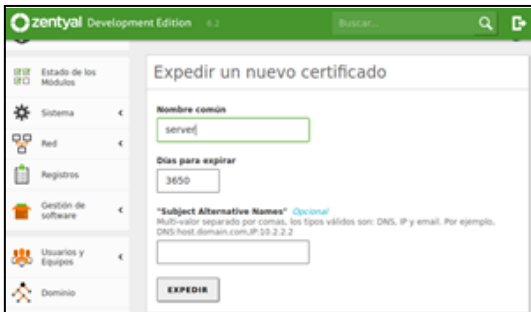 zentyal Development Edition 6.2
Buscar...
Estado de los
Módulos
Sistema
Red
Registros
Gestión de
software
Usuarios y
Equipos
Dominio
Expedir un nuevo certificado
Nombre común
server
Días para expirar
3650
"Subject Alternative Names" Opcional
Multi-valor separado por comas, los tipos válidos son: DNS, IP y email. Por ejemplo,
DNS:host.domain.com,IP:10.2.2.2
EXPEDIR